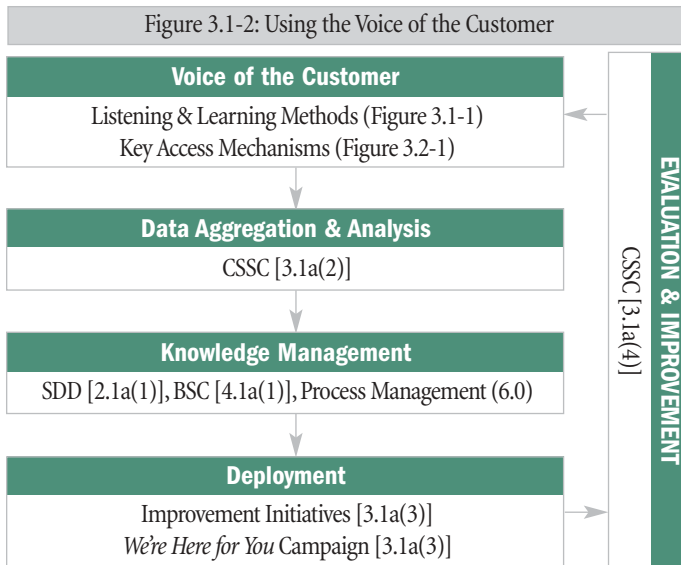 Figure 3.1-2: Using the Voice of the Customer
Voice of the Customer
Listening & Learning Methods (Figure 3.1-1)
Key Access Mechanisms (Figure 3.2-1)
Data Aggregation & Analysis
CSSC [3.1a(2)]
Knowledge Management
SDD [2.1a(1)], BSC [4.1a(1)], Process Management (6.0)
Deployment
Improvement Initiatives [3.1a(3)]
We're Here for You Campaign [3.1a(3)]
EVALUATION & IMPROVEMENT
CSSC [3.1a(4)]